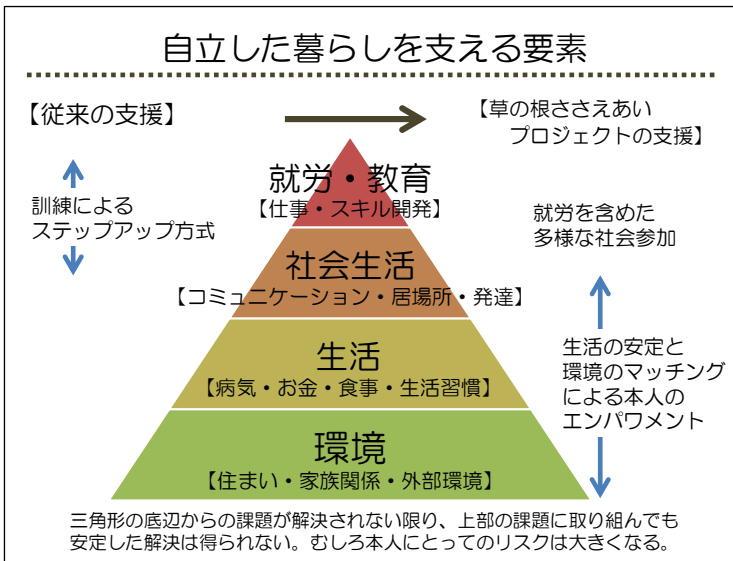 自立した暮らしを支える要素
【従来の支援】
【草の根ささえあい
プロジェクトの支援】
訓練による
ステップアップ方式
就労・教育
【仕事・スキル開発】
社会生活
【コミュニケーション・居場所・発達】
生活
【病気・お金・食事・生活習慣】
環境
【住まい・家族関係・外部環境】
就労を含めた
多様な社会参加
生活の安定と
環境のマッチング
による本人の
エンパワメント
三角形の底辺からの課題が解決されない限り、上部の課題に取り組んでも
安定した解決は得られない。むしろ本人にとってのリスクは大きくなる。